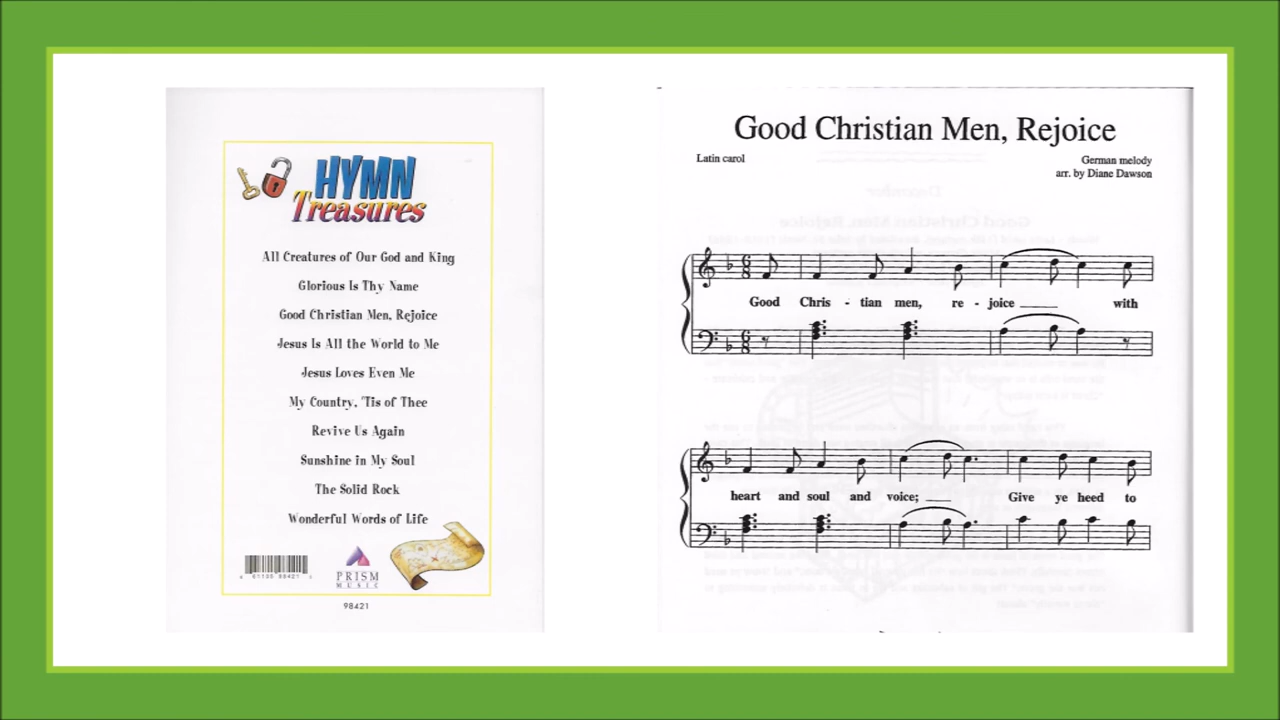 HYMN
Treasures
All Creatures of Our God and King
Glorious Is Thy Name
Good Christian Men, Rejoice
Jesus Is All the World to Me
Jesus Loves Even Me
My Country, 'Tis of Thee
Revive Us Again
Sunshine in My Soul
The Solid Rock
Wonderful Words of Life
PRISM
MUSIC
98421
Good Christian Men, Rejoice
Latin carol
German melody
arr. by Diane Dawson
Good Chris - tian men, re - joice ____ with
heart and soul and voice; ____ Give ye heed to